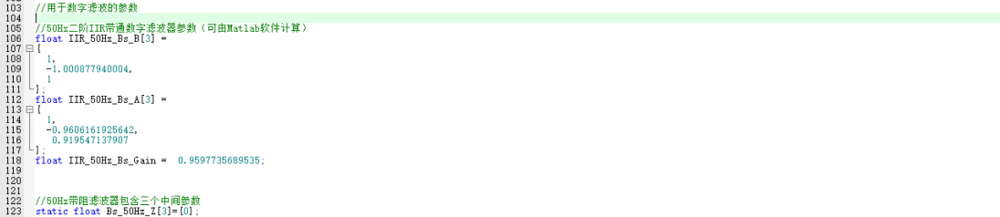 103 //用于数字滤波的参数
104
105 //50Hz二阶IIR带通数字滤波器参数（可由Matlab软件计算）
106 float IIR_50Hz_Bs_B[3] =
107 {
108 1,
109 -1.000877940004,
110 1
111 };
112 float IIR_50Hz_Bs_A[3] =
113 {
114 1,
115 -0.9606161925642,
116 0.919547137907
117 };
118 float IIR_50Hz_Bs_Gain =  0.9597735689535;
119
120
121
122 //50Hz带阻滤波器包含三个中间参数
123 static float Bs_50Hz_Z[3]={0};